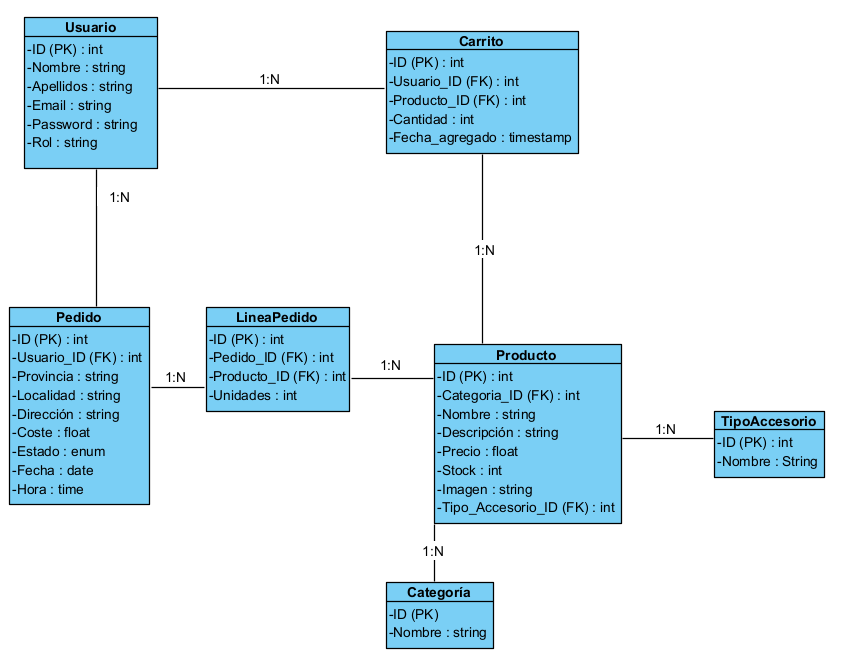 Usuario
-ID (PK) : int
-Nombre : string
-Apellidos : string
-Email : string
-Password : string
-Rol : string
1:N
Carrito
-ID (PK) : int
-Usuario_ID (FK) : int
-Producto_ID (FK) : int
-Cantidad : int
-Fecha_agregado : timestamp
1:N
1:N
Pedido
-ID (PK) : int
-Usuario_ID (FK) : int
-Provincia : string
-Localidad : string
-Dirección : string
-Coste : float
-Estado : enum
-Fecha : date
-Hora : time
1:N
LineaPedido
-ID (PK) : int
-Pedido_ID (FK) : int
-Producto_ID (FK) : int
-Unidades : int
1:N
Producto
-ID (PK) : int
-Categoria_ID (FK) : int
-Nombre : string
-Descripción : string
-Precio : float
-Stock : int
-Imagen : string
-Tipo_Accesorio_ID (FK) : int
1:N
TipoAccesorio
-ID (PK) : int
-Nombre : String
1:N
Categoría
-ID (PK)
-Nombre : string